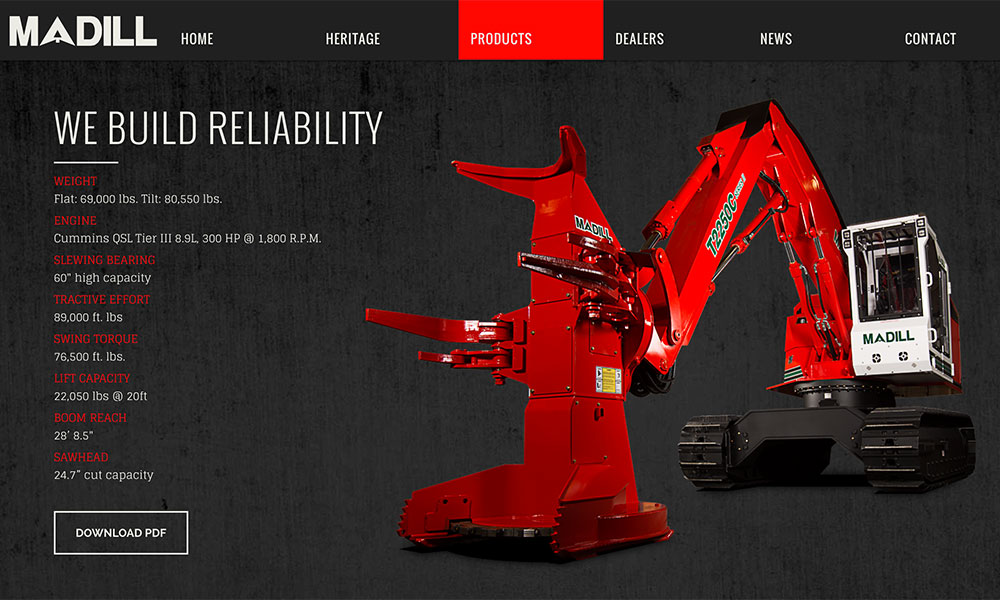 MADILL
HOME
HERITAGE
PRODUCTS
DEALERS
NEWS
CONTACT
WE BUILD RELIABILITY
WEIGHT
Flat: 69,000 lbs. Tilt: 80,550 lbs.
ENGINE
Cummins QSL Tier III 8.9L, 300 HP @ 1,800 R.P.M.
SLEWING BEARING
60" high capacity
TRACTIVE EFFORT
89,000 ft. lbs
SWING TORQUE
76,500 ft. lbs.
LIFT CAPACITY
22,050 lbs @ 20ft
BOOM REACH
28' 8.5"
SAWHEAD
24.7" cut capacity
DOWNLOAD PDF
MADILL
T2250C
MADILL